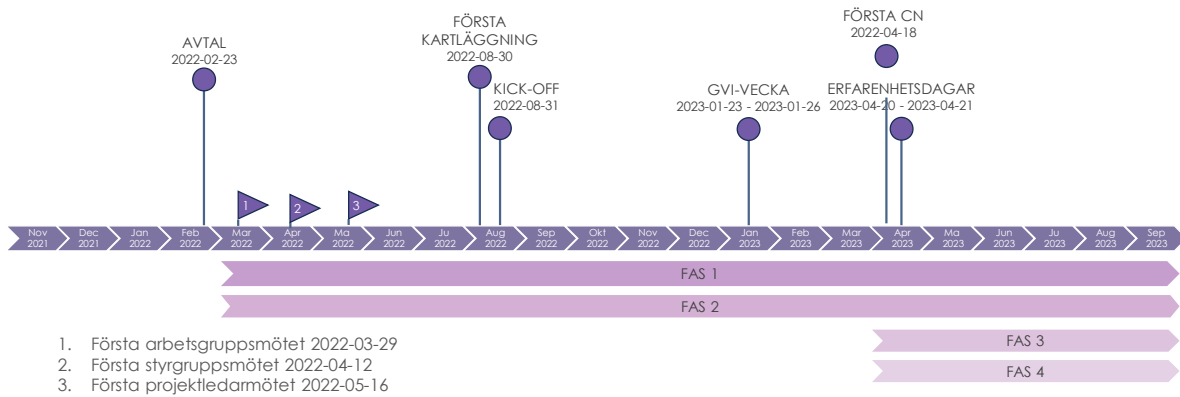 FÖRSTA CN
2022-04-18
FÖRSTA
KARTLÄGGNING
2022-08-30
AVTAL
2022-02-23
KICK-OFF
2022-08-31
GVI-VECKA
2023-01-23 - 2023-01-26
ERFARENHETSDAGAR
2023-04-20 - 2023-04-21
1
2
3
Nov
2021
Dec
2021
Jan
2022
Feb
2022
Mar
2022
Apr
2022
Ma
2022
Jun
2022
Ju
2022
Aug
2022
Sep
2022
Okt
2022
Nov
2022
Dec
2022
Jan
2023
Feb
2023
Mar
2023
Apr
2023
Ma
2023
Jun
2023
Ju
2023
Aug
2023
Sep
2023
FAS 1
FAS 2
FAS 3
FAS 4
1. Första arbetsgruppsmötet 2022-03-29
2. Första styrgruppsmötet 2022-04-12
3. Första projektledarmötet 2022-05-16